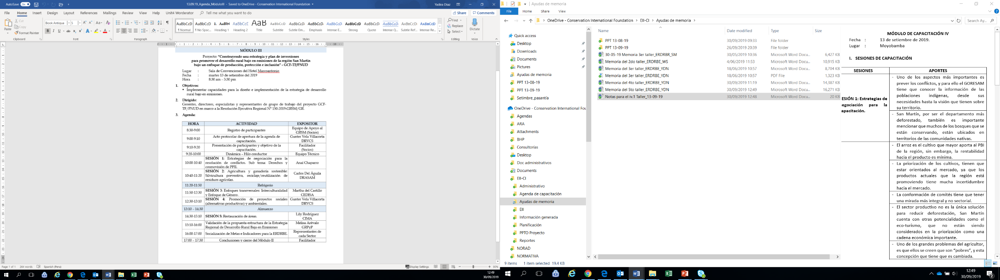 AutoSave On
13.09.19_Agenda_MóduloIII - Saved to OneDrive - Conservation International Foundation
Yadira Diaz
File Home Insert Design Layout References Mailings Review View Help Unit4 Worderator Tell me what you want to do
Share Comments
Paste
Cut
Copy
Format Painter
Clipboard
Book Antiqua 5
Font
Paragraph
AaBbCcD AaBbCcD 1. AaBb( AaBbCcC AaB AaBbCcD AaBbCcD. AaBbCcD. AaBbCcD. AaBbCcD AaBbCcD. AaBbCcD. AaBbCcD AaBbCcD
¶ Normal ¶ No Spac... Heading 1 Heading 2 Title Subtitle Subtle Em... Emphasis Intense E... Strong Quote Intense Q... Subtle Ref... Intense Re...
Styles
Find
Replace
Select
Editing
Dictate
Voice
MÓDULO III
Proyecto: “Construyendo una estrategia y plan de inversiones
para promover el desarrollo rural bajo en emisiones de la región San Martín
bajo un enfoque de producción, protección e inclusión” - GCF-TF/PNUD
Lugar : Sala de Convenciones del Hotel Marcoantonio
Fecha : martes 13 de setiembre del 2019
Hora : 8:30 am – 5:30 pm
1. Objetivos:
• Implementar capacidades para la diseño e implementación de la estrategia de desarrollo
rural bajo en emisiones.
2. Dirigido:
Gerentes, directores, especialistas y representantes de grupo de trabajo del proyecto GCF-
TF/PNUD en marco a la Resolución Ejecutiva Regional N° 150-2019-GRSM/GR.
3. Agenda:
HORA ACTIVIDAD EXPOSITOR
8:30-9:00 Registro de participantes Equipo de Apoyo al
GRSM (Socios)
9:00-9:10 Acto protocolar de apertura de la agenda de
capacitación. Gunter Vela Villacorta
DRVCS
9:10-9:20 Presentación de participantes y objetivo de la
capacitación. Facilitador
(Socios)
9:20-10:00 Dinámica – Hilo conductor Equipo Técnico
10:00-10:40 SESIÓN 1: Estrategias de negociación para la
resolución de conflictos. Sub tema: Derechos y
cosmovisión de PPII. Anaí Chaparro
10:40-11:20 SESIÓN 2: Agricultura y ganadería sostenible:
Silvicultura preventiva, reciclaje/reutilización de
residuos agrícolas. Carlos Del Águila
DRASAM
11:20-11:50 Refrigerio
11:50-12:30 SESIÓN 3: Enfoques transversales: Interculturalidad
y Enfoque de Género. Martha del Castillo
CEDISA
12:30-13:10 SESIÓN 4: Promoción de proyectos sociales
(alternativas productivas) y ambientales. Gunter Vela Villacorta
DRVCS
13:10 – 14:30 Almuerzo
14:30-15:10 SESIÓN 5: Restauración de áreas. Lily Rodríguez
CIMA
15:10-16:00 Validación de la propuesta estructura de la Estrategia
Regional de Desarrollo Rural Baja en Emisiones Melisa Arévalo
GRPyP
16:00-17:00 Socialización de Metas e Indicadores para la ERDRBE. Representantes de
cada Sector
17:00 – 17:30 Conclusiones y cierre del Módulo II Facilitador
Page 1 of 1 264 words Spanish (Peru) Display Settings 90%
12:49
30/09/2019
Ayudas de memoria
File Home Share View
OneDrive - Conservation International Foundation > EII-CI > Ayudas de memoria
Search Ay...
Quick access
Desktop
Downloads
Documents
Pictures
Ayudas de memoria
PPT 13-08-19
PPT 13-09-19
Setimbre_pasantía
OneDrive - Conservation International Fou
Agendas
ARA
Attachments
BHP
Consultorías
Desktop
Doc administrativos
Documents
EII-CI
Administrativo
Agenda de capacitación
Ayudas de memoria
EII
Información generada
Planificación
PPTO Proyecto
Reportes
NORAD
NORMATIVA
Name Date modified Type Size
PPT 13-08-19 30/09/2019 09:33 File folder
PPT 13-09-19 26/09/2019 20:39 File folder
30-05-19 Memoria 3er taller_ERDRBR_SM 30/05/2019 10:36 Microsoft Word Docu... 6,427 KB
Memoria del 2do taller_ERDRBE_WS 4/06/2019 11:53 Microsoft Word Docu... 10,915 KB
Memoria del 3er taller_ERDRBE_YDN 18/06/2019 10:57 Microsoft Word Docu... 8,704 KB
Memoria del 3er taller_ERDRBE_YDN 18/06/2019 10:57 PDF File 1,323 KB
Memoria del 4to taller_ERDRBE_YDN 30/09/2019 11:19 Microsoft Word Docu... 14,387 KB
Memoria del 5to taller_ERDRBE_YDN 30/09/2019 12:49 Microsoft Word Docu... 16,271 KB
Notas para el iv.1 Taller_13-09-19 30/09/2019 12:48 Microsoft Word Docu... 20 KB
9 items 1 item selected 19.4 KB
MÓDULO DE CAPACITACIÓN IV
Fecha : 13 de setiembre de 2019.
Lugar : Moyobamba
I. SESIONES DE CAPACITACIÓN
SESIONES APORTES
ESIÓN 1: Estrategias de
egociación para la
apacitación.
- Uno de los aspectos más importantes es
prever los conflictos, y para ello el GORESAM
tiene que conocer la información de las
poblaciones indígenas, desde sus
necesidades hasta la visión que tienen sobre
su territorio.
- San Martín, por ser el departamento más
deforestado, también es importante
mencionar que muchos de los bosques que se
están conservando, están ubicados en
territorios de las comunidades nativas.
- El arroz es el cultivo que mayor aporta al PBI
de la región, sin embargo, la rentabilidad
hacia el producto es mínima.
- La priorización de los cultivos, tienen que
estar orientados al mercado, ya que los
productos actuales que la región está
promoviendo tiene mucha incertidumbre
hacia el mercado.
- La conformación de comités tiene que tener
una mirada más integral y no sectorial.
- El sector productivo no es la única solución
para reducir deforestación, San Martín
cuenta con otras potencialidades como el
eco-turismo, que no están siendo
considerados en la priorización como una
cadena económica importante.
- Uno de los grandes problemas del agricultor,
es que ellos se creen que son “pobres”, y esta
concepción que tiene que es cambiada.
12:49
30/09/2019